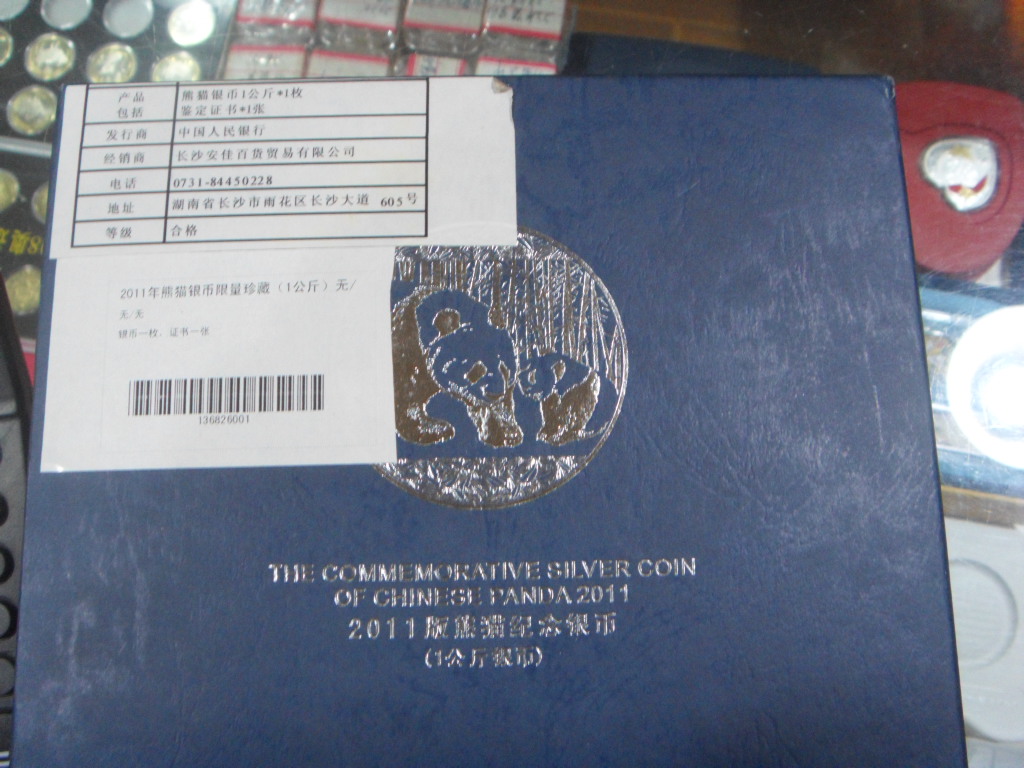 产品
包括
熊猫银币1公斤*1枚
鉴定证书*1张
发行商 中国人民银行
经销商 长沙安佳百货贸易有限公司
电话 0731-84450228
地址 湖南省长沙市雨花区长沙大道 605号
等级 合格
2011年熊猫银币限量珍藏（1公斤）无/
无/无
银币一枚、证书一张
136826001
THE COMMEMORATIVE SILVER COIN
OF CHINESE PANDA 2011
2011版熊猫纪念银币
(1公斤银币)